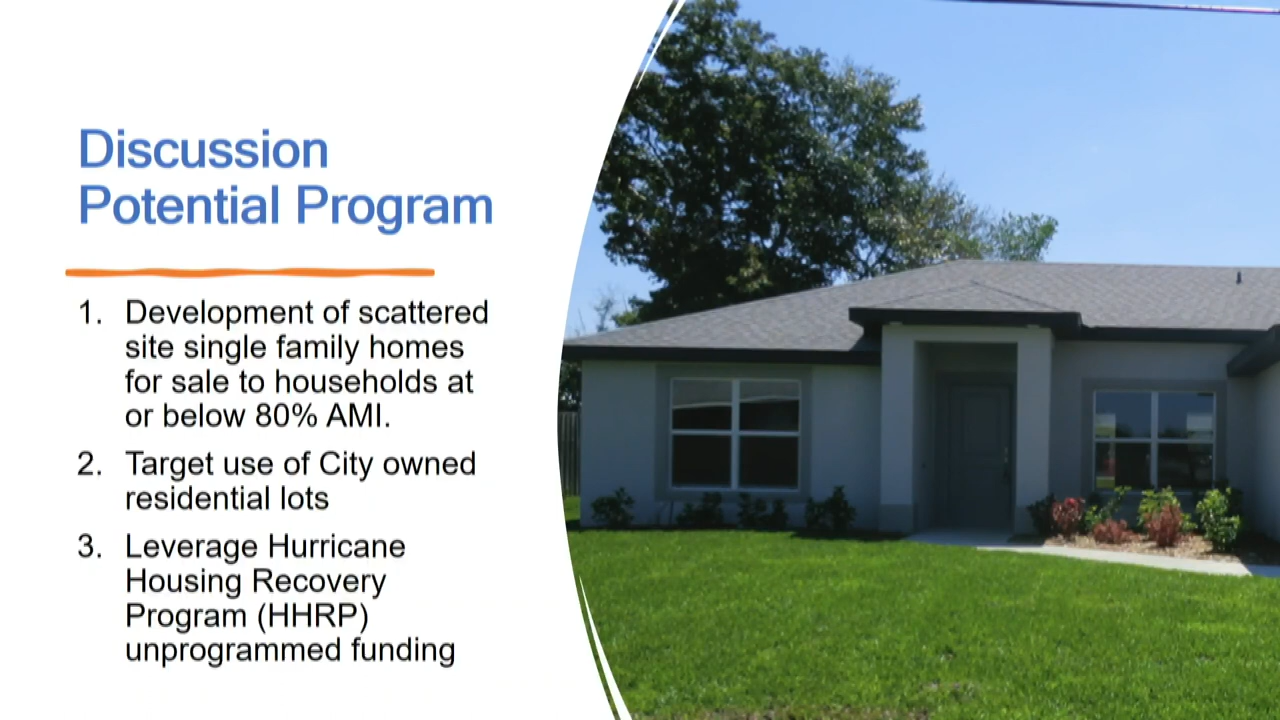 Discussion
Potential Program
1. Development of scattered
site single family homes
for sale to households at
or below 80% AMI.
2. Target use of City owned
residential lots
3. Leverage Hurricane
Housing Recovery
Program (HHRP)
unprogrammed funding